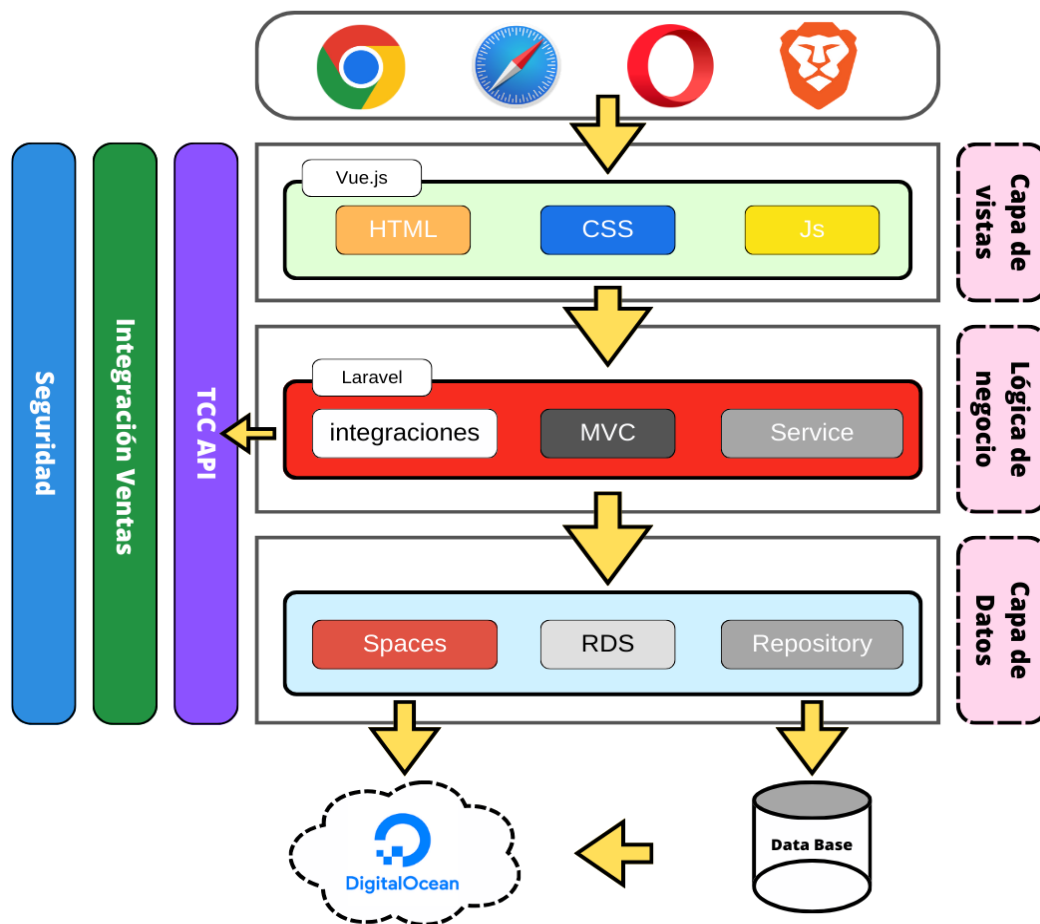 Vue.js
HTML
CSS
Js
Capa de
vistas
Laravel
integraciones
MVC
Service
Lógica de
negocio
Seguridad
Integración Ventas
TCC API
Spaces
RDS
Repository
Capa de
Datos
DigitalOcean
Data Base